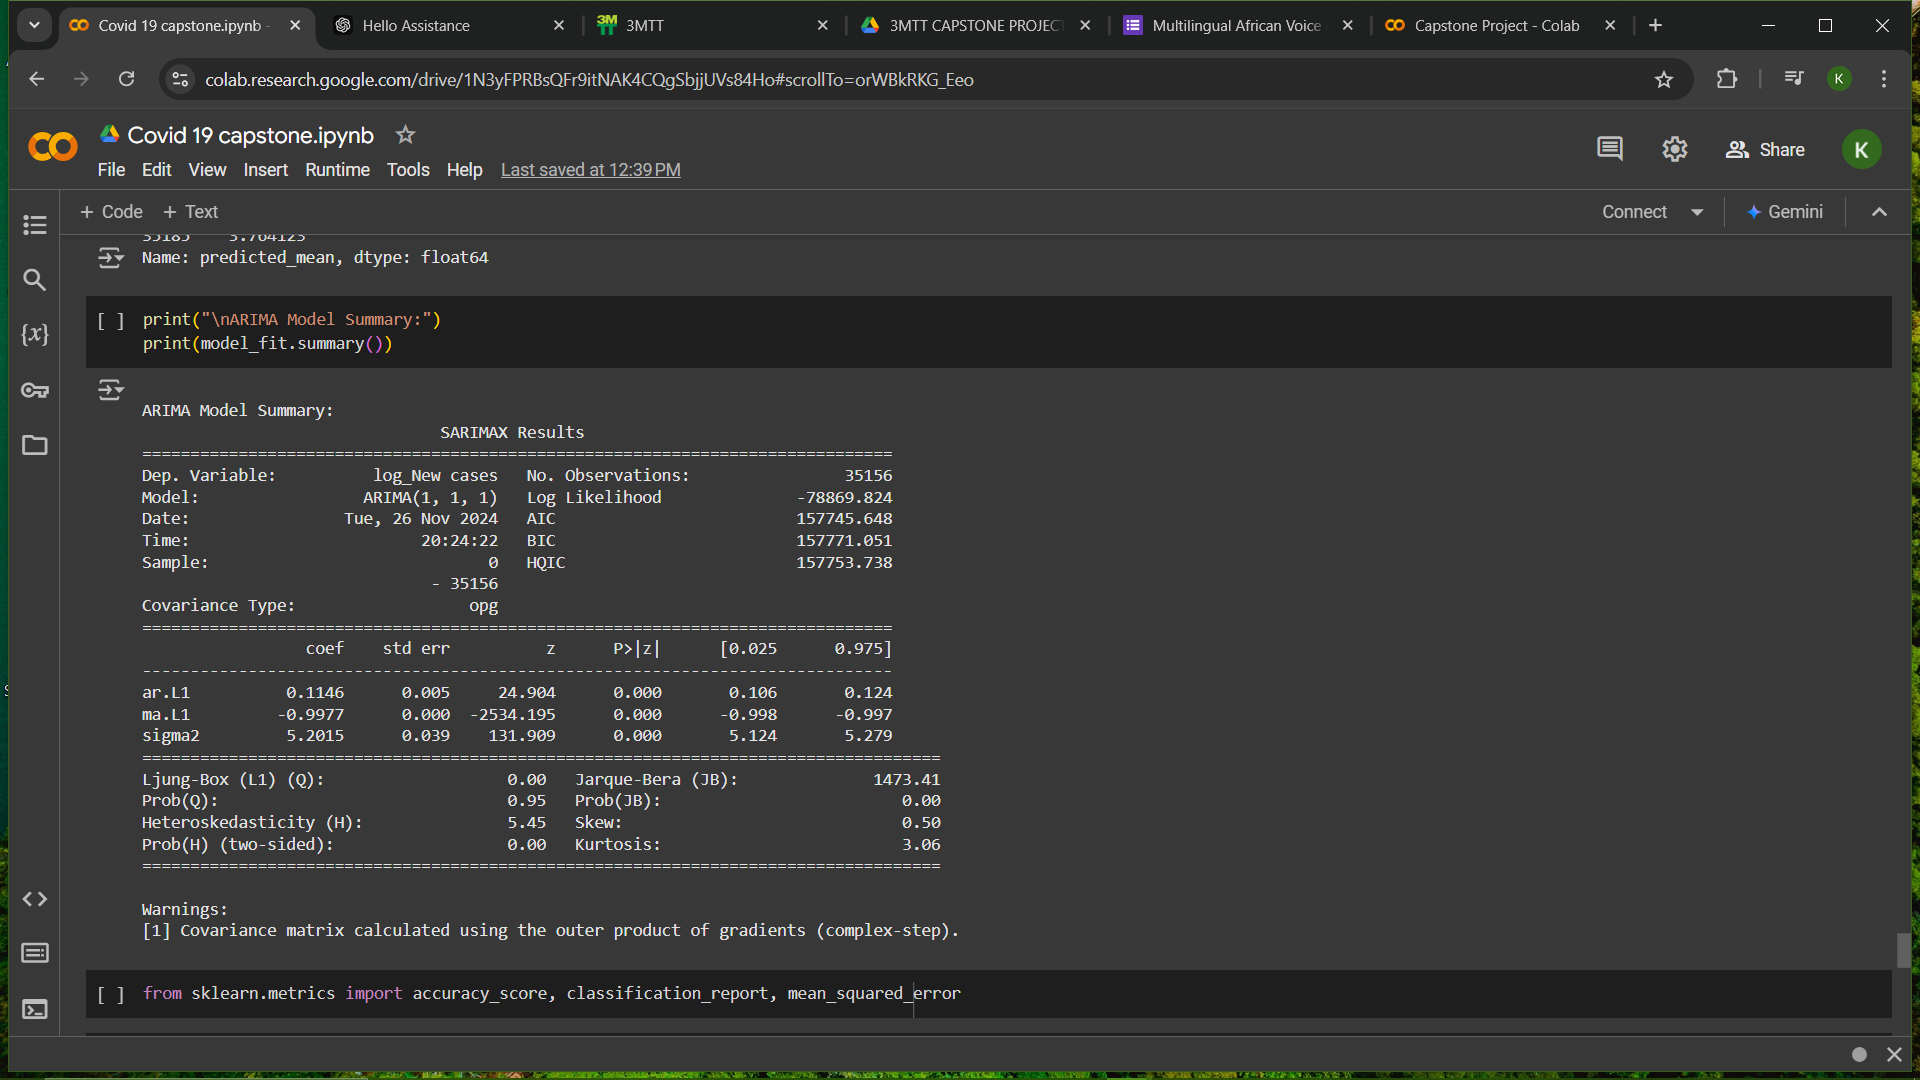 Covid 19 capstone.ipynb -
Hello Assistance
3MTT
3MTT CAPSTONE PROJEC
Multilingual African Voice
Capstone Project - Colab
colab.research.google.com/drive/1N3yFPRBsQFr9itNAK4CQgSbjjUVs84Ho#scrollTo=orWBkRKG_Eeo
K
Covid 19 capstone.ipynb
File Edit View Insert Runtime Tools Help Last saved at 12:39 PM
Share
K
+ Code + Text
Connect
Gemini
35185 3.764123
Name: predicted_mean, dtype: float64
[ ] print("\nARIMA Model Summary:")
print(model_fit.summary())
ARIMA Model Summary:
SARIMAX Results
==============================================================================
Dep. Variable: log_New cases No. Observations: 35156
Model: ARIMA(1, 1, 1) Log Likelihood -78869.824
Date: Tue, 26 Nov 2024 AIC 157745.648
Time: 20:24:22 BIC 157771.051
Sample: 0 HQIC 157753.738
- 35156
Covariance Type: opg
==============================================================================
coef std err z P>|z| [0.025 0.975]
------------------------------------------------------------------------------
ar.L1 0.1146 0.005 24.904 0.000 0.106 0.124
ma.L1 -0.9977 0.000 -2534.195 0.000 -0.998 -0.997
sigma2 5.2015 0.039 131.909 0.000 5.124 5.279
===================================================================================
Ljung-Box (L1) (Q): 0.00 Jarque-Bera (JB): 1473.41
Prob(Q): 0.95 Prob(JB): 0.00
Heteroskedasticity (H): 5.45 Skew: 0.50
Prob(H) (two-sided): 0.00 Kurtosis: 3.06
===================================================================================
Warnings:
[1] Covariance matrix calculated using the outer product of gradients (complex-step).
[ ] from sklearn.metrics import accuracy_score, classification_report, mean_squared_error